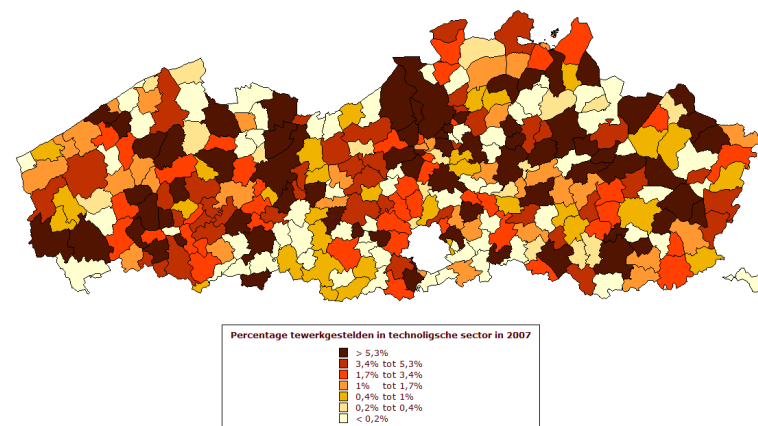 Percentage tewerkgestelden in technoligsche sector in 2007
> 5,3%
3,4% tot 5,3%
1,7% tot 3,4%
1% tot 1,7%
0,4% tot 1%
0,2% tot 0,4%
< 0,2%